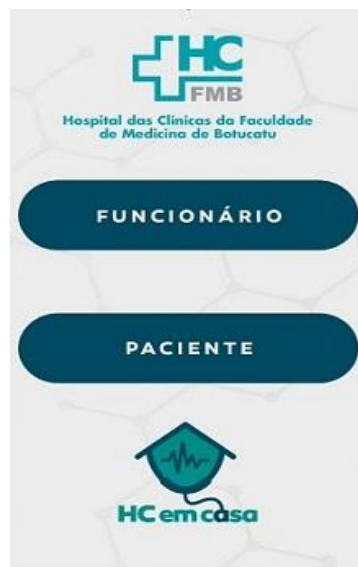 HC
FMB
Hospital das Clínicas da Faculdade
de Medicina de Botucatu
FUNCIONÁRIO
PACIENTE
HC em casa